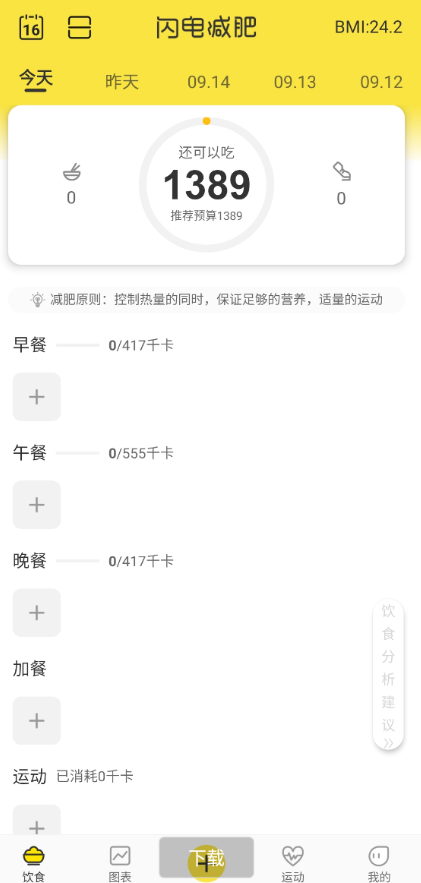 16
闪电减肥
BMI:24.2
今天 昨天 09.14 09.13 09.12
还可以吃
1389
推荐预算1389
0
0
减肥原则：控制热量的同时，保证足够的营养，适量的运动
早餐 0/417千卡
午餐 0/555千卡
晚餐 0/417千卡
加餐
运动 已消耗0千卡
饮食分析建议
饮食 图表 下载 运动 我的